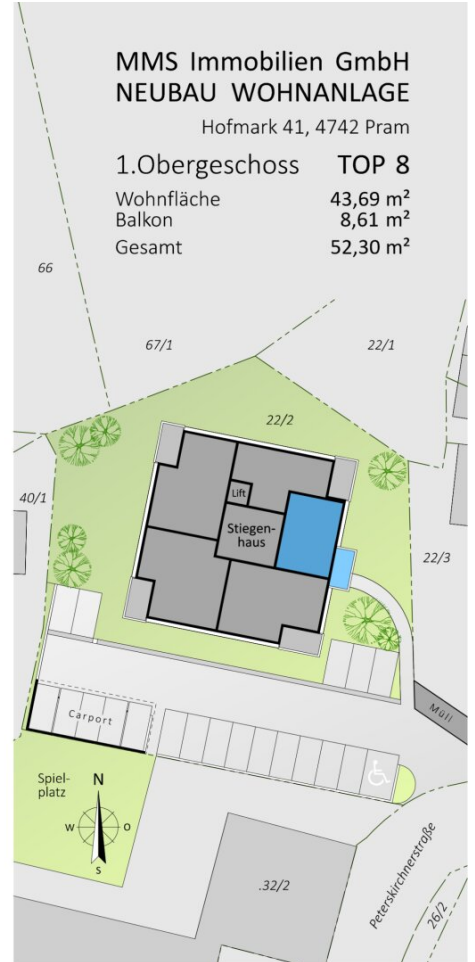 MMS Immobilien GmbH
NEUBAU WOHNANLAGE
Hofmark 41, 4742 Pram
1.Obergeschoss TOP 8
Wohnfläche 43,69 m²
Balkon 8,61 m²
Gesamt 52,30 m²
66
67/1
22/1
22/2
Lift
Stiegen-
haus
40/1
22/3
Müll
Carport
Spiel-
platz
N
W O
S
.32/2
Peterskirchnerstraße
26/2